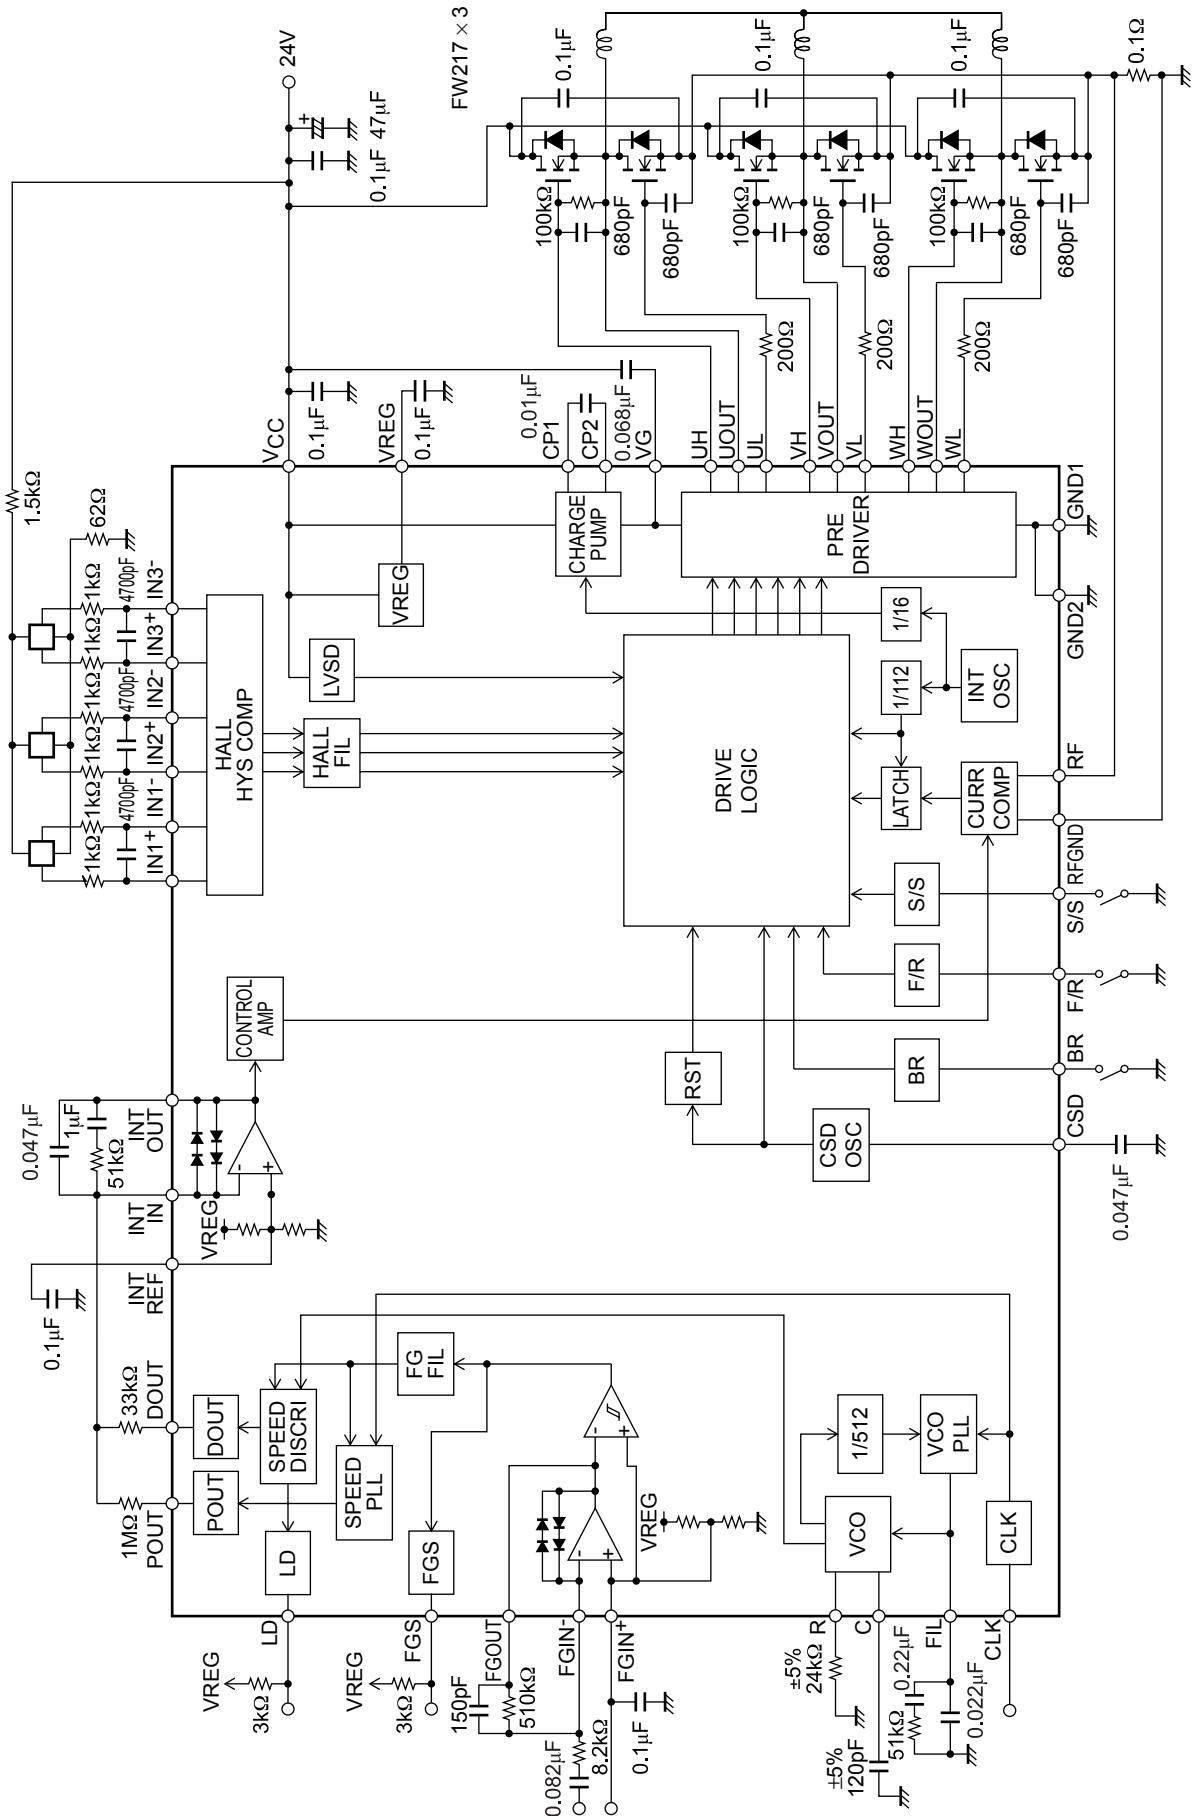 FW217 × 3
24V
47μF
0.1μF
0.1μF
0.1μF
0.1μF
0.1Ω
100kΩ
680pF
680pF
100kΩ
680pF
680pF
100kΩ
680pF
680pF
200Ω
200Ω
200Ω
0.1μF
0.1μF
0.01μF
0.068μF
VCC
VREG
CP1
CP2
VG
UH
UOUT
UL
VH
VOUT
VL
WH
WOUT
WL
GND1
GND2
1.5kΩ
62Ω
1kΩ
4700pF
1kΩ
1kΩ
4700pF
1kΩ
1kΩ
4700pF
1kΩ
IN3-
IN3+
IN2-
IN2+
IN1-
IN1+
HALL
HYS COMP
HALL
FIL
LVSD
VREG
CHARGE
PUMP
PRE
DRIVER
DRIVE
LOGIC
1/16
1/112
INT
OSC
LATCH
CURR
COMP
RF
RFGND
S/S
S/S
F/R
F/R
BR
BR
RST
CSD
OSC
CSD
0.047μF
CONTROL
AMP
0.047μF
1μF
51kΩ
INT
OUT
INT
IN
INT
REF
0.1μF
VREG
-
+
33kΩ
DOUT
1MΩ
POUT
DOUT
POUT
SPEED
DISCRI
SPEED
PLL
FG
FIL
LD
FGS
-
+
-
+
VREG
1/512
VCO
PLL
VCO
CLK
LD
FGS
FGOUT
FGIN-
FGIN+
R
C
FIL
CLK
VREG
3kΩ
VREG
3kΩ
150pF
510kΩ
0.082μF
8.2kΩ
0.1μF
±5%
24kΩ
±5%
120pF
0.22μF
51kΩ
0.022μF